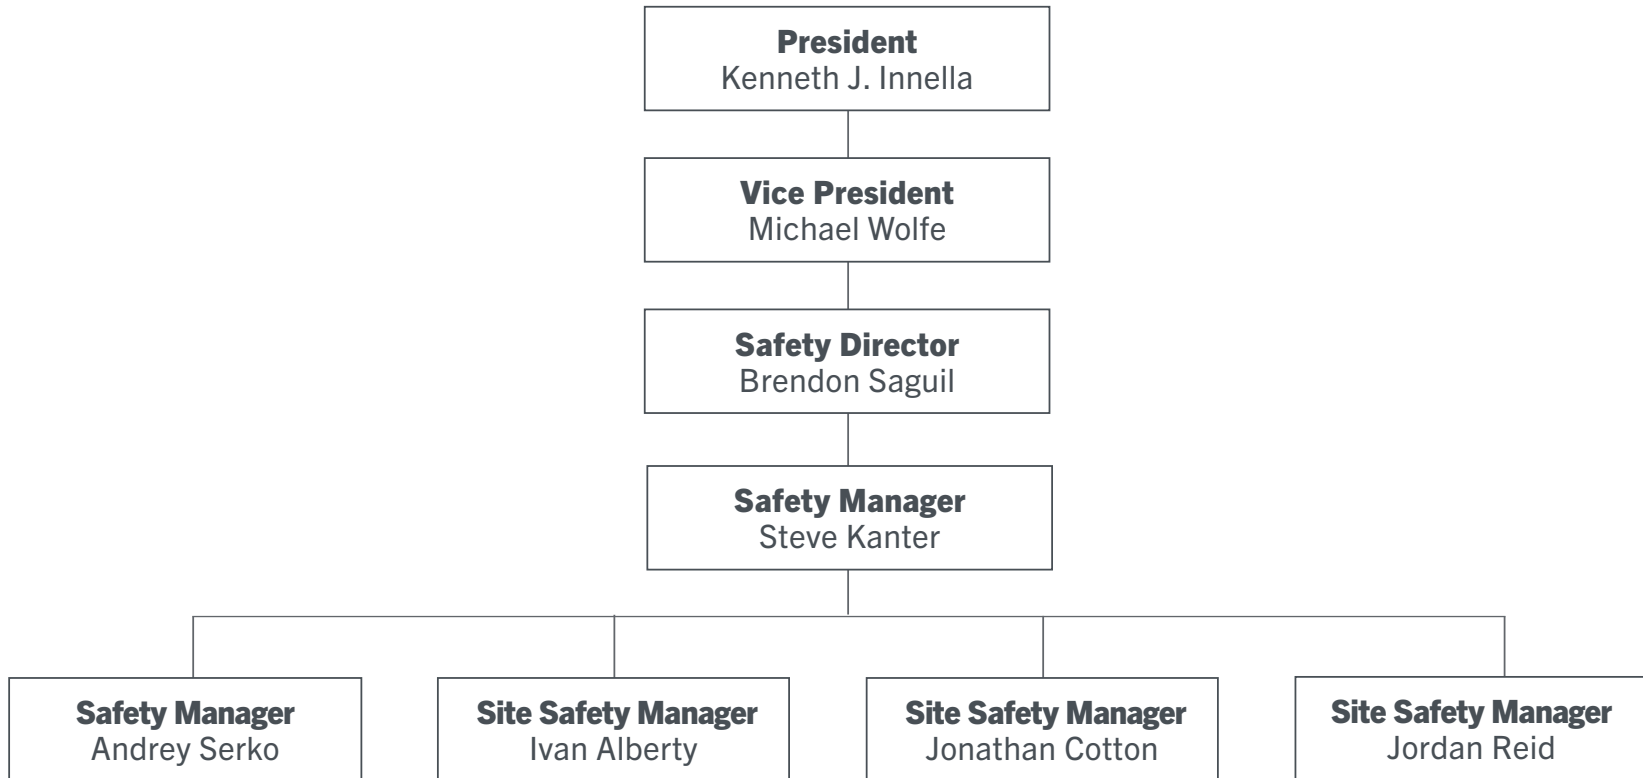 President
Kenneth J. Innella
Vice President
Michael Wolfe
Safety Director
Brendon Saguil
Safety Manager
Steve Kanter
Safety Manager
Andrey Serko
Site Safety Manager
Ivan Alberty
Site Safety Manager
Jonathan Cotton
Site Safety Manager
Jordan Reid